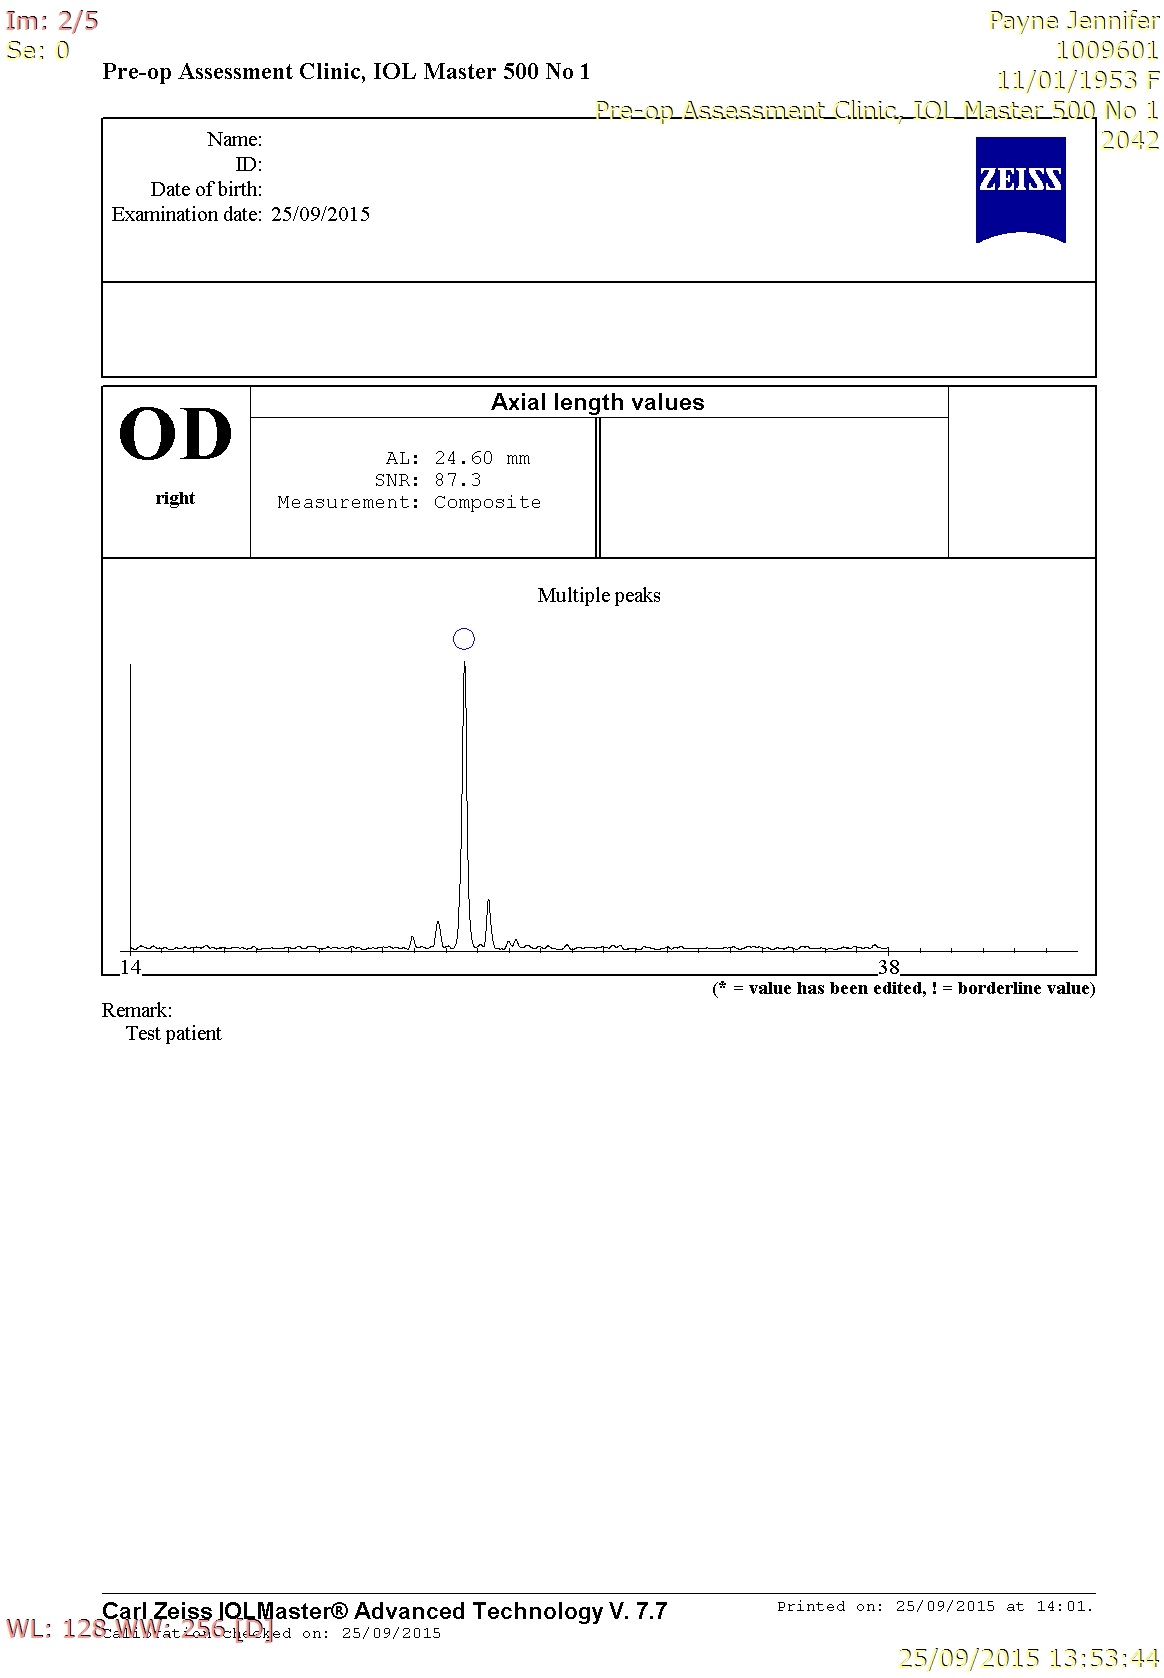 Im: 2/5
Se: 0
Payne Jennifer
1009601
11/01/1953 F
Pre-op Assessment Clinic, IOL Master 500 No 1
2042
Pre-op Assessment Clinic, IOL Master 500 No 1
Name:
ID:
Date of birth:
Examination date: 25/09/2015
ZEISS
OD
right
Axial length values
AL: 24.60 mm
SNR: 87.3
Measurement: Composite
Multiple peaks
14 38
(* = value has been edited, ! = borderline value)
Remark:
Test patient
Carl Zeiss IOLMaster® Advanced Technology V. 7.7
Printed on: 25/09/2015 at 14:01.
WL: 128 WW: 256 [D]
Calibration checked on: 25/09/2015
25/09/2015 13:53:44